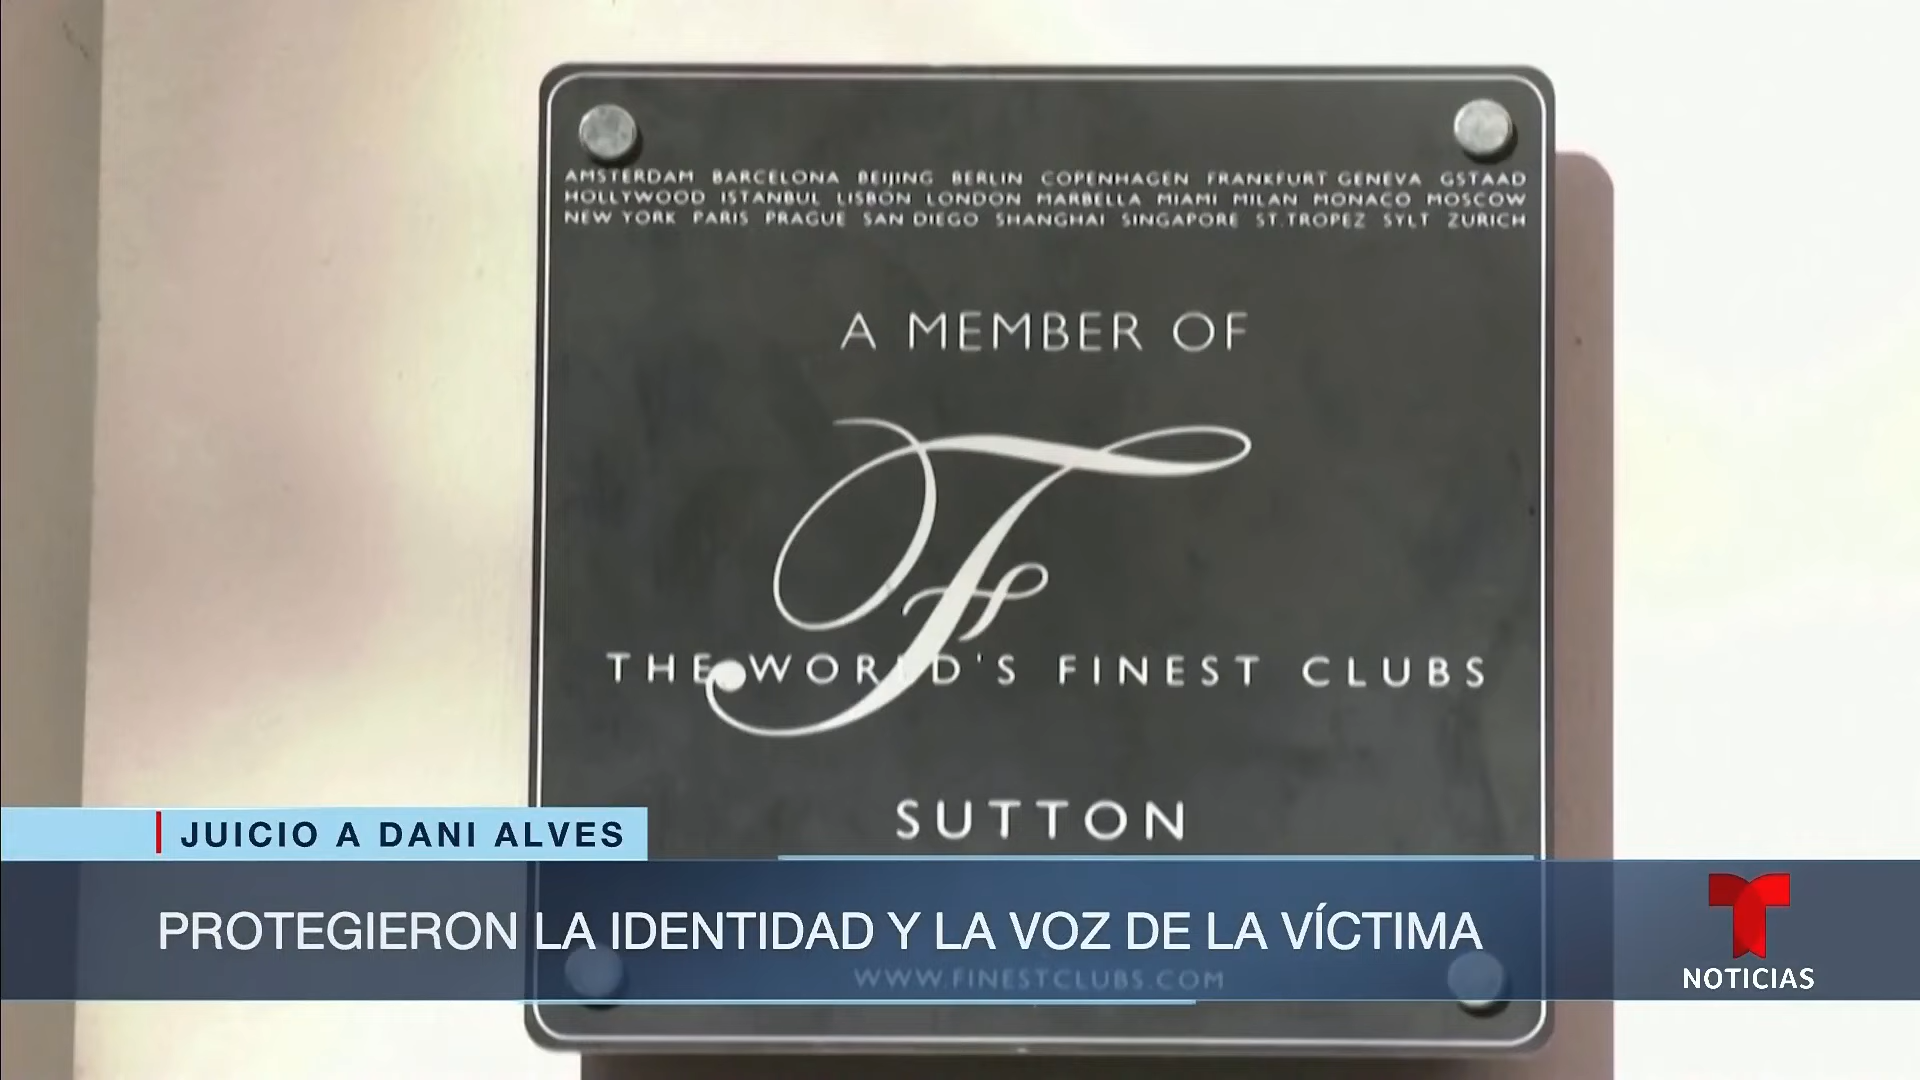 AMSTERDAM BARCELONA BEIJING BERLIN COPENHAGEN FRANKFURT GENEVA GSTAAD
HOLLYWOOD ISTANBUL LISBON LONDON MARBELLA MIAMI MILAN MONACO MOSCOW
NEW YORK PARIS PRAGUE SAN DIEGO SHANGHAI SINGAPORE ST.TROPEZ SYLT ZURICH
A MEMBER OF
F
THE WORLD'S FINEST CLUBS
SUTTON
JUICIO A DANI ALVES
PROTEGIERON LA IDENTIDAD Y LA VOZ DE LA VÍCTIMA
WWW.FINESTCLUBS.COM
T
NOTICIAS